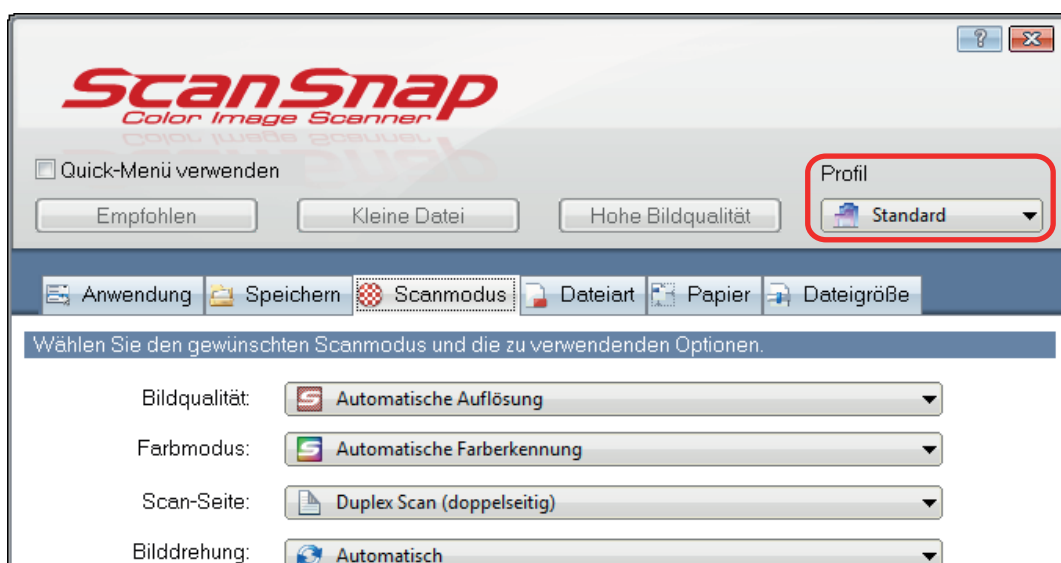 ScanSnap
Color Image Scanner
Quick-Menü verwenden
Profil
Empfohlen Kleine Datei Hohe Bildqualität Standard
Anwendung Speichern Scanmodus Dateiart Papier Dateigröße
Wählen Sie den gewünschten Scanmodus und die zu verwendenden Optionen.
Bildqualität: Automatische Auflösung
Farbmodus: Automatische Farberkennung
Scan-Seite: Duplex Scan (doppelseitig)
Bilddrehung: Automatisch